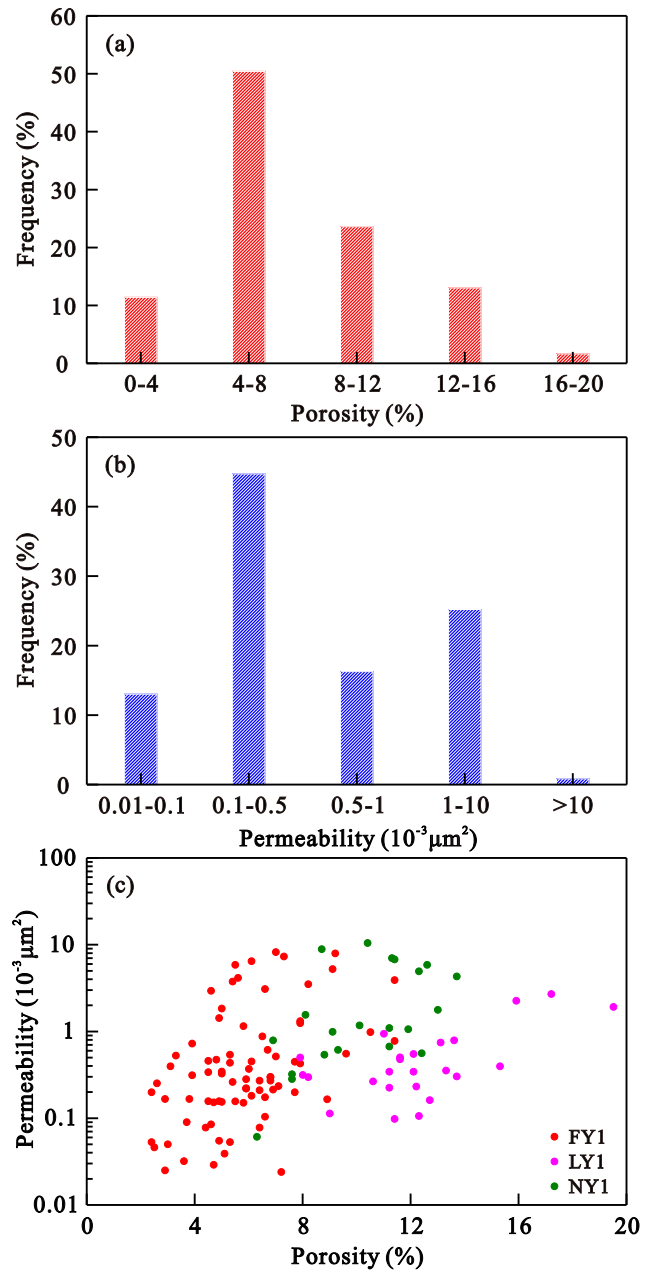 (a)
60
50
40
30
20
10
0
Frequency (%)
0-4 4-8 8-12 12-16 16-20
Porosity (%)
(b)
50
40
30
20
10
0
Frequency (%)
0.01-0.1 0.1-0.5 0.5-1 1-10 >10
Permeability (10⁻³μm²)
(c)
100
10
1
0.1
0.01
Permeability (10⁻³μm²)
FY1
LY1
NY1
0 4 8 12 16 20
Porosity (%)